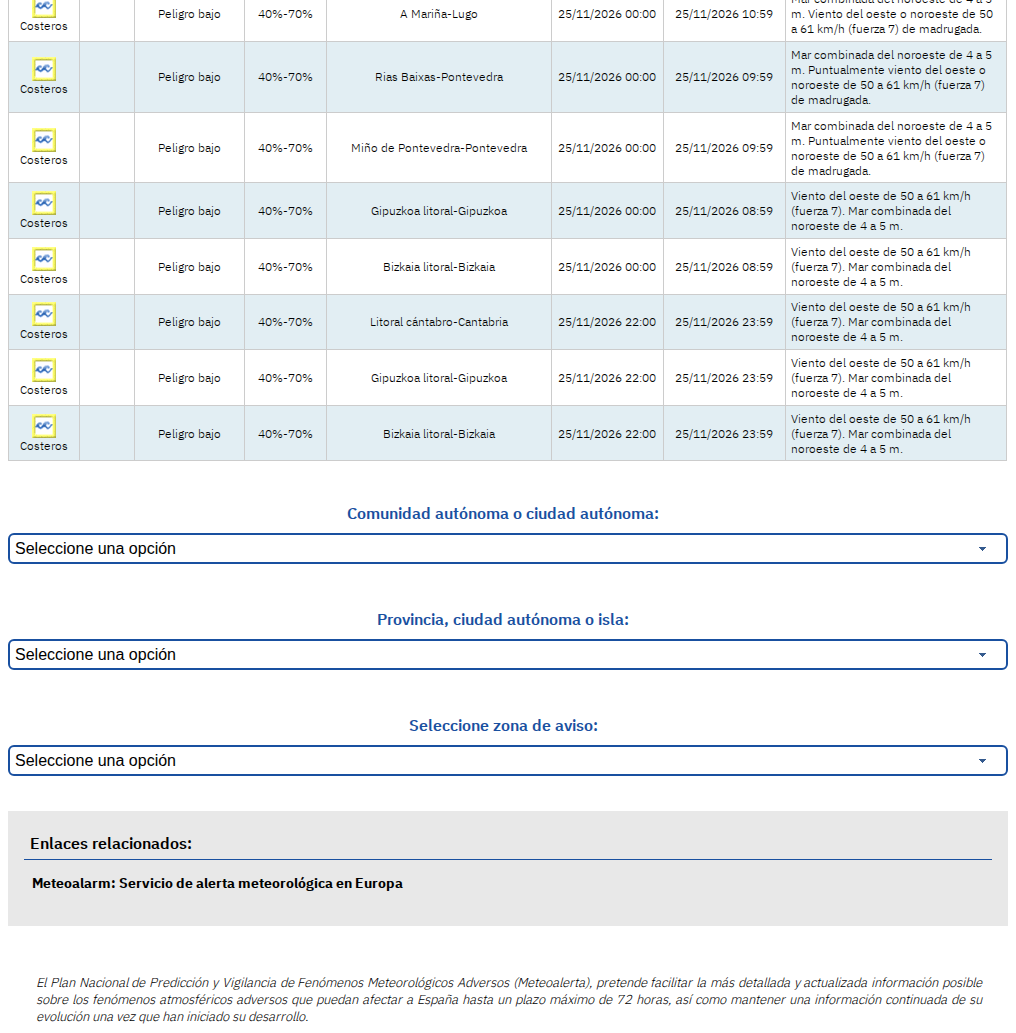 Costeros Peligro bajo 40%-70% A Mariña-Lugo 25/11/2026 00:00 25/11/2026 10:59
m. Viento del oeste o noroeste de 50
a 61 km/h (fuerza 7) de madrugada.
Costeros Peligro bajo 40%-70% Rias Baixas-Pontevedra 25/11/2026 00:00 25/11/2026 09:59
Mar combinada del noroeste de 4 a 5
m. Puntualmente viento del oeste o
noroeste de 50 a 61 km/h (fuerza 7)
de madrugada.
Costeros Peligro bajo 40%-70% Miño de Pontevedra-Pontevedra 25/11/2026 00:00 25/11/2026 09:59
Mar combinada del noroeste de 4 a 5
m. Puntualmente viento del oeste o
noroeste de 50 a 61 km/h (fuerza 7)
de madrugada.
Costeros Peligro bajo 40%-70% Gipuzkoa litoral-Gipuzkoa 25/11/2026 00:00 25/11/2026 08:59
Viento del oeste de 50 a 61 km/h
(fuerza 7). Mar combinada del
noroeste de 4 a 5 m.
Costeros Peligro bajo 40%-70% Bizkaia litoral-Bizkaia 25/11/2026 00:00 25/11/2026 08:59
Viento del oeste de 50 a 61 km/h
(fuerza 7). Mar combinada del
noroeste de 4 a 5 m.
Costeros Peligro bajo 40%-70% Litoral cántabro-Cantabria 25/11/2026 22:00 25/11/2026 23:59
Viento del oeste de 50 a 61 km/h
(fuerza 7). Mar combinada del
noroeste de 4 a 5 m.
Costeros Peligro bajo 40%-70% Gipuzkoa litoral-Gipuzkoa 25/11/2026 22:00 25/11/2026 23:59
Viento del oeste de 50 a 61 km/h
(fuerza 7). Mar combinada del
noroeste de 4 a 5 m.
Costeros Peligro bajo 40%-70% Bizkaia litoral-Bizkaia 25/11/2026 22:00 25/11/2026 23:59
Viento del oeste de 50 a 61 km/h
(fuerza 7). Mar combinada del
noroeste de 4 a 5 m.
Comunidad autónoma o ciudad autónoma:
Seleccione una opción
Provincia, ciudad autónoma o isla:
Seleccione una opción
Seleccione zona de aviso:
Seleccione una opción
Enlaces relacionados:
Meteoalarm: Servicio de alerta meteorológica en Europa
El Plan Nacional de Predicción y Vigilancia de Fenómenos Meteorológicos Adversos (Meteoalerta), pretende facilitar la más detallada y actualizada información posible
sobre los fenómenos atmosféricos adversos que puedan afectar a España hasta un plazo máximo de 72 horas, así como mantener una información continuada de su
evolución una vez que han iniciado su desarrollo.